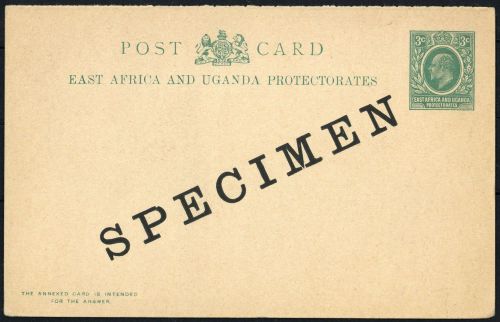 POST CARD
EAST AFRICA AND UGANDA PROTECTORATES
3c 3c
EAST AFRICA AND UGANDA
PROTECTORATES
SPECIMEN
THE ANNEXED CARD IS INTENDED
FOR THE ANSWER.